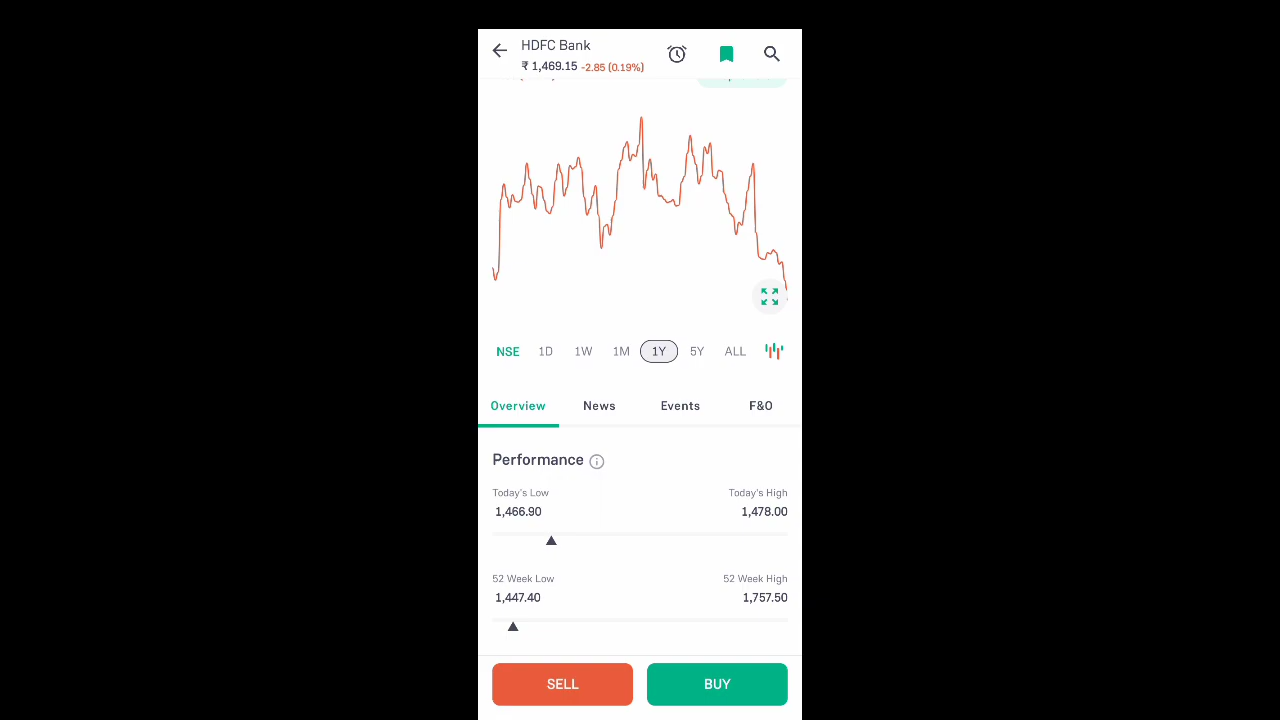 HDFC Bank
₹ 1,469.15 -2.85 (0.19%)
NSE 1D 1W 1M 1Y 5Y ALL
Overview News Events F&O
Performance
Today's Low Today's High
1,466.90 1,478.00
52 Week Low 52 Week High
1,447.40 1,757.50
SELL BUY